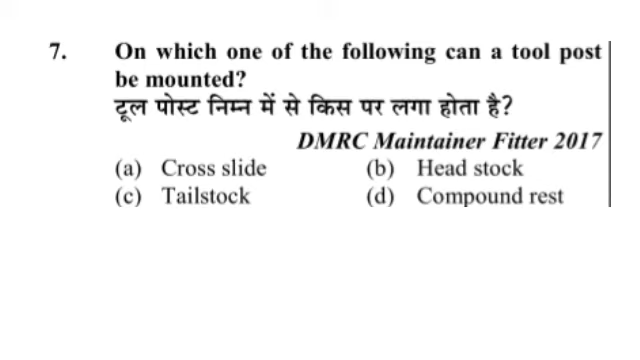 7. On which one of the following can a tool post
be mounted?
टूल पोस्ट निम्न में से किस पर लगा होता है?
DMRC Maintainer Fitter 2017
(a) Cross slide (b) Head stock
(c) Tailstock (d) Compound rest